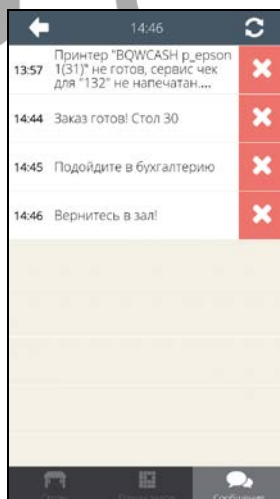 14:46
13:57
Принтер "BQWCASH p_epson
1(31)" не готов, сервис чек
для "132" не напечатан....
14:44 Заказ готов! Стол 30
14:45 Подойдите в бухгалтерию
14:46 Вернитесь в зал!
Сообщения